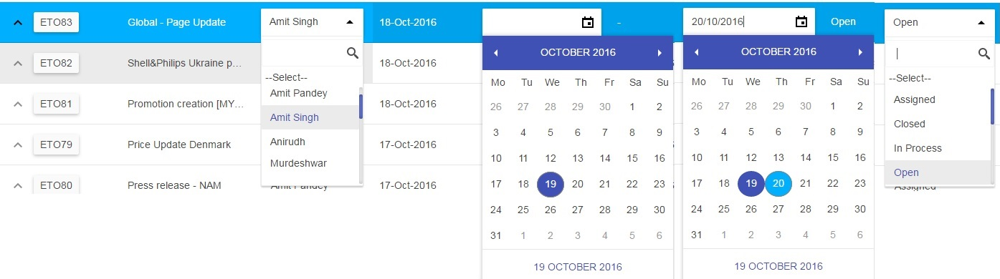 ETO83 Global - Page Update Amit Singh 18-Oct-2016 - 20/10/2016 Open Open
ETO82 Shell&Philips Ukraine p... 18-Oct-2016
ETO81 Promotion creation [MY... 18-Oct-2016
ETO79 Price Update Denmark 17-Oct-2016
ETO80 Press release - NAM 17-Oct-2016
--Select--
Amit Pandey
Amit Singh
Anirudh
Murdeshwar
Amit Pandey
OCTOBER 2016
Mo Tu We Th Fr Sa Su
26 27 28 29 30 1 2
3 4 5 6 7 8 9
10 11 12 13 14 15 16
17 18 19 20 21 22 23
24 25 26 27 28 29 30
31 1 2 3 4 5 6
19 OCTOBER 2016
OCTOBER 2016
Mo Tu We Th Fr Sa Su
26 27 28 29 30 1 2
3 4 5 6 7 8 9
10 11 12 13 14 15 16
17 18 19 20 21 22 23
24 25 26 27 28 29 30
31 1 2 3 4 5 6
19 OCTOBER 2016
--Select--
Assigned
Closed
In Process
Open
Assigned